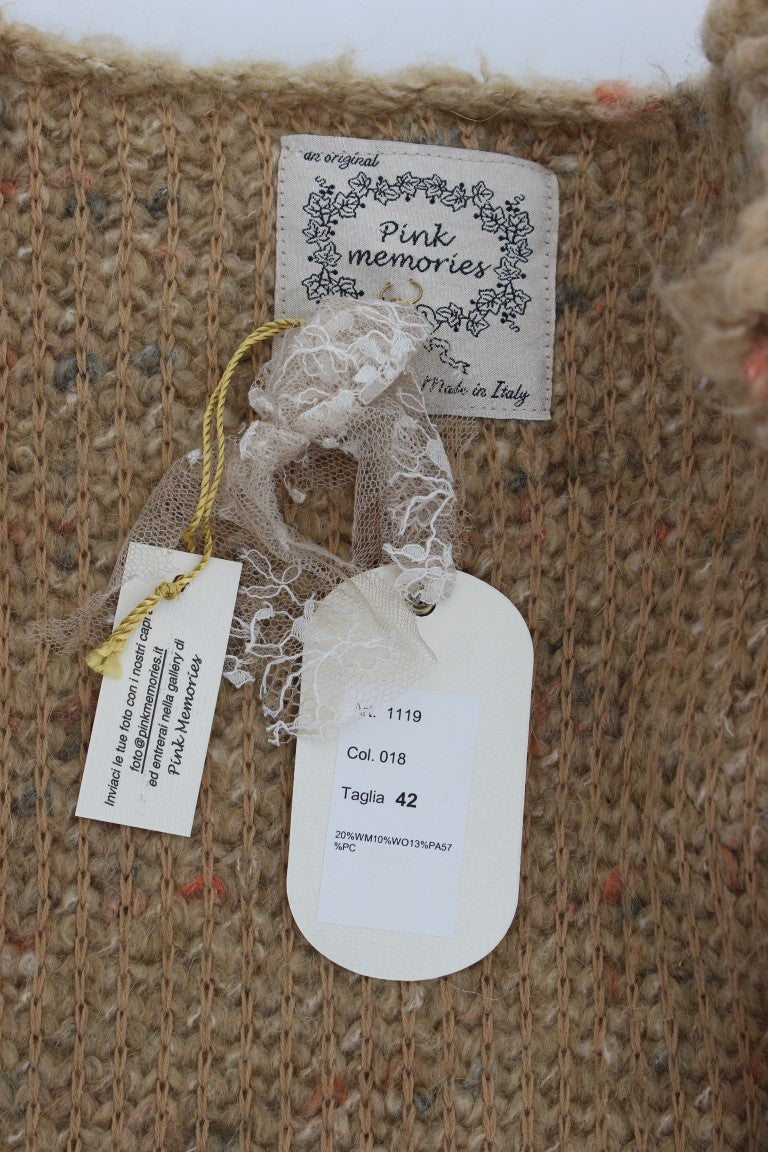 an original
Pink
memories
Made in Italy
Inviaci le tue foto con i nostri capi
foto@pinkmemories.it
ed entrerai nella gallery di
Pink Memories
Art. 1119
Col. 018
Taglia 42
20%WM10%WO13%PA57
%PC